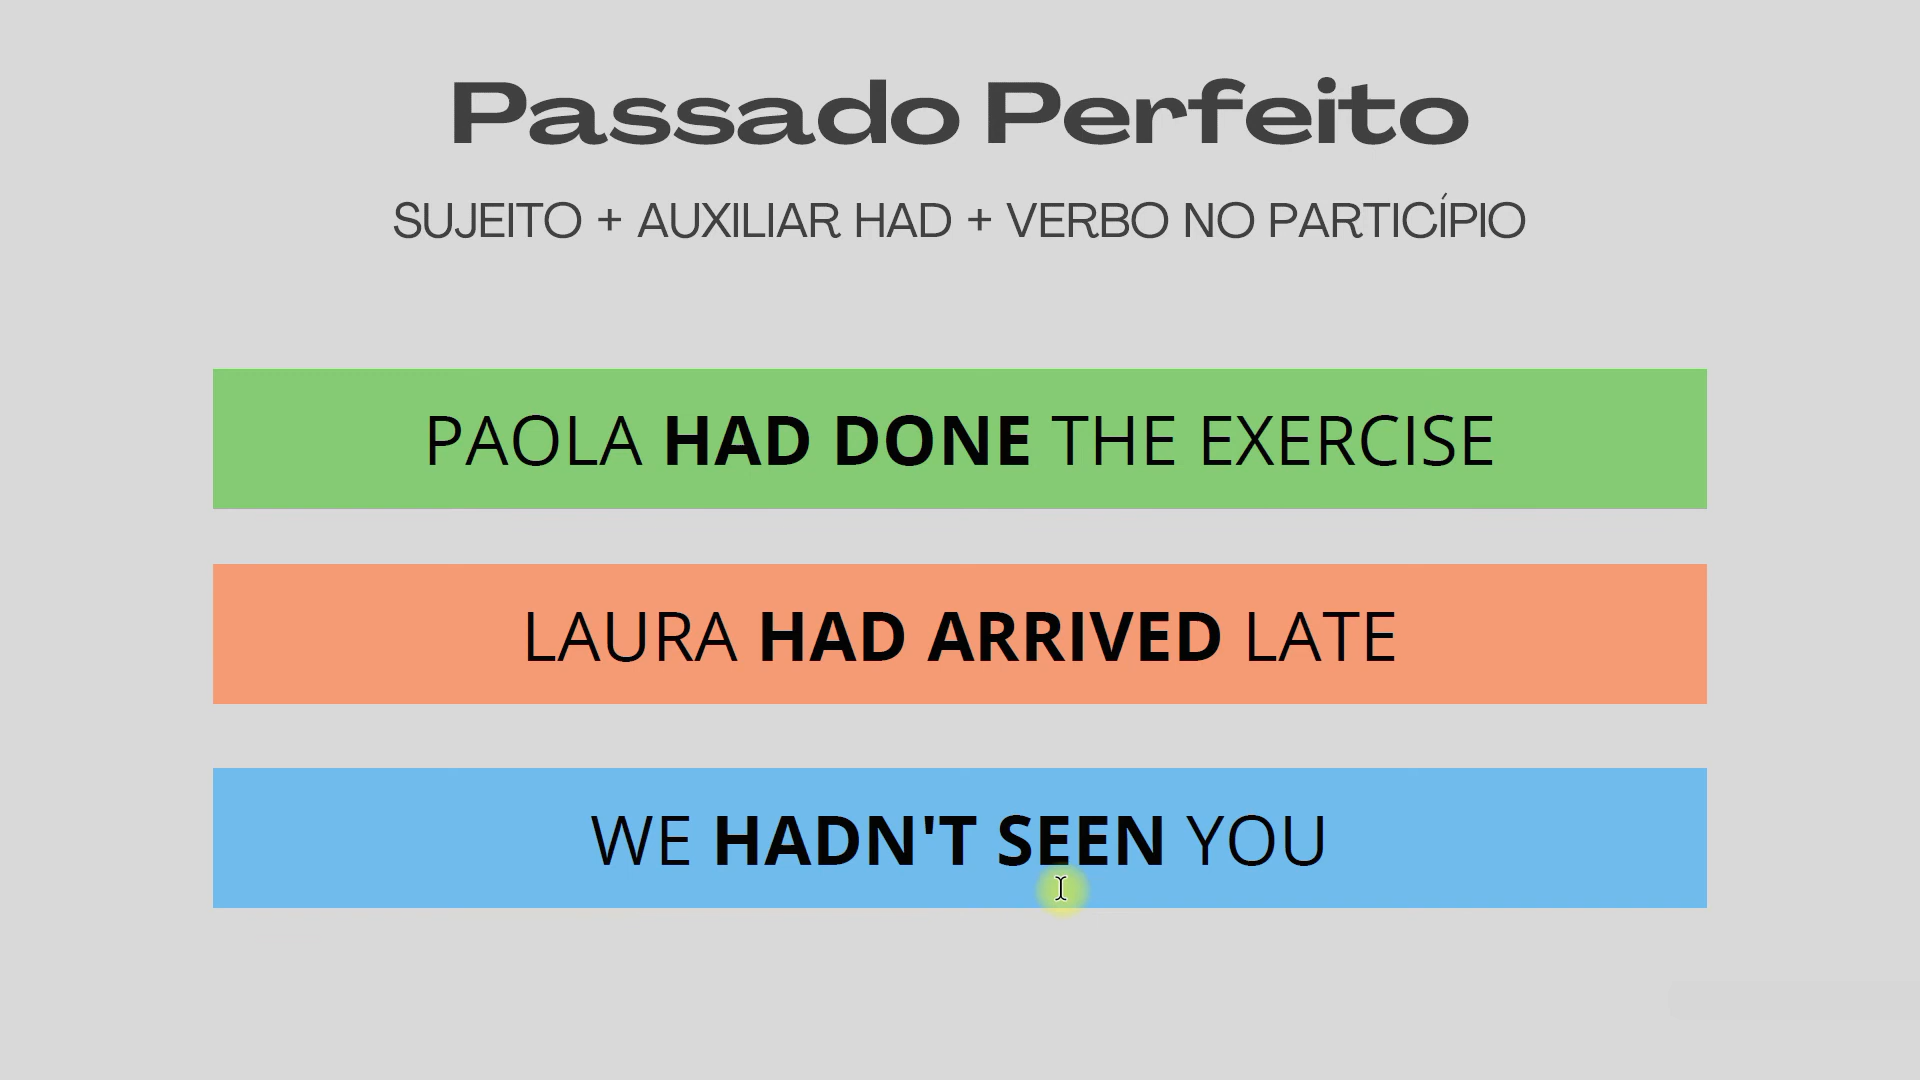 Passado Perfeito
SUJEITO + AUXILIAR HAD + VERBO NO PARTICÍPIO
PAOLA HAD DONE THE EXERCISE
LAURA HAD ARRIVED LATE
WE HADN'T SEEN YOU